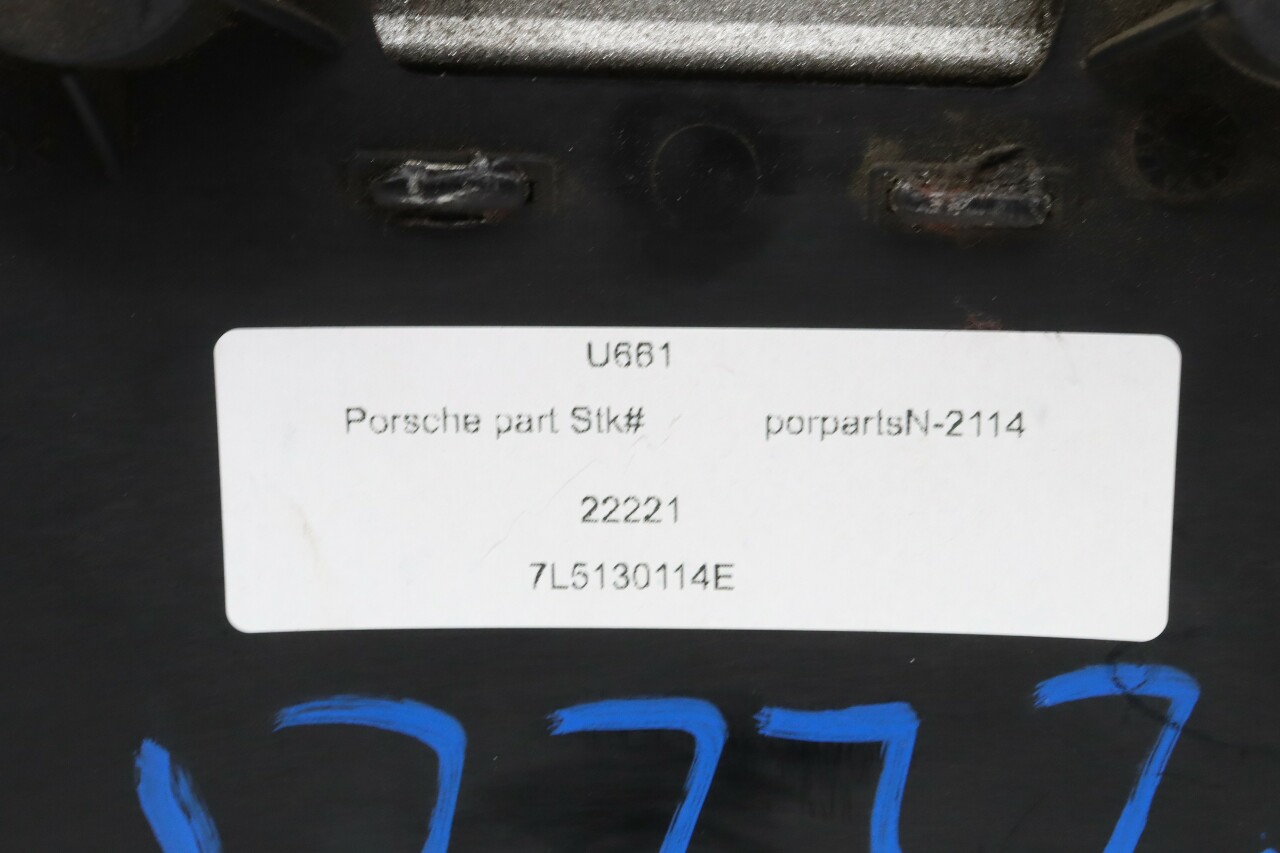 U661
Porsche part Stk# porpartsN-2114
22221
7L5130114E